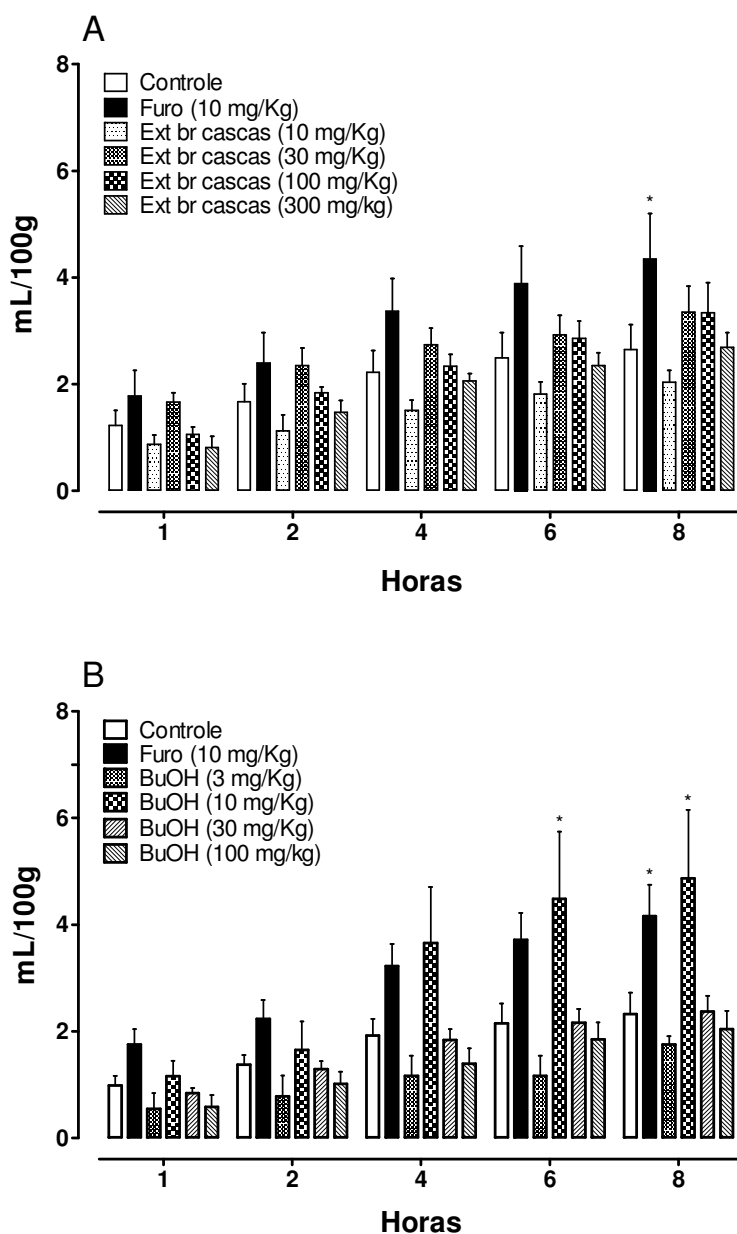 A
8
6
4
2
0
mL/100g
Controle
Furo (10 mg/Kg)
Ext br cascas (10 mg/Kg)
Ext br cascas (30 mg/Kg)
Ext br cascas (100 mg/Kg)
Ext br cascas (300 mg/kg)
*
1 2 4 6 8
Horas
B
8
6
4
2
0
mL/100g
Controle
Furo (10 mg/Kg)
BuOH (3 mg/Kg)
BuOH (10 mg/Kg)
BuOH (30 mg/Kg)
BuOH (100 mg/kg)
* * *
1 2 4 6 8
Horas